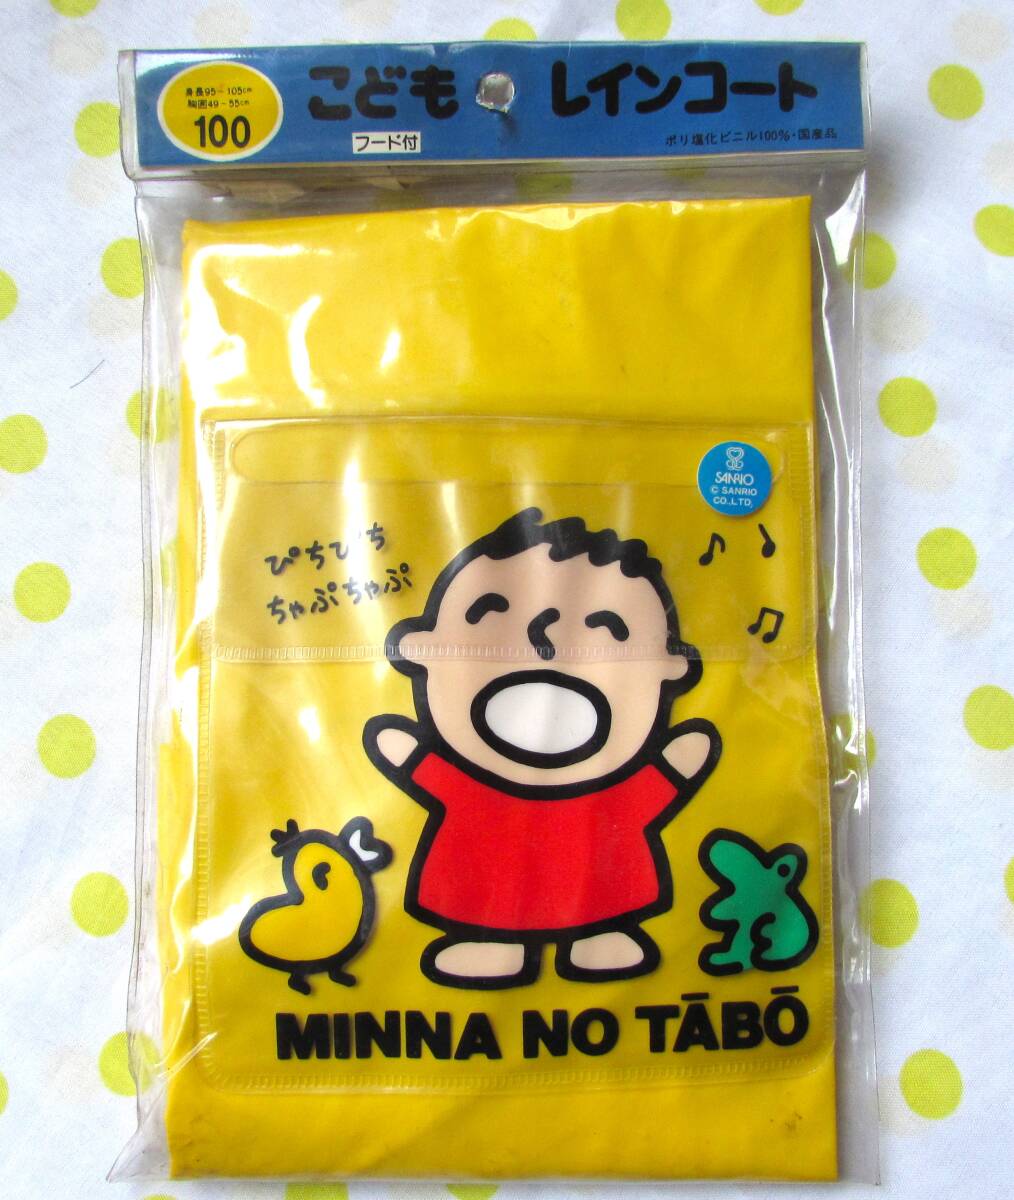 身長95~105cm
胸囲49~55cm
100
こども レインコート
フード付
ポリ塩化ビニル100%・国産品
SANRIO
© SANRIO
CO.,LTD,
ぴちぴち
ちゃぷちゃぷ
MINNA NO TĀBŌ